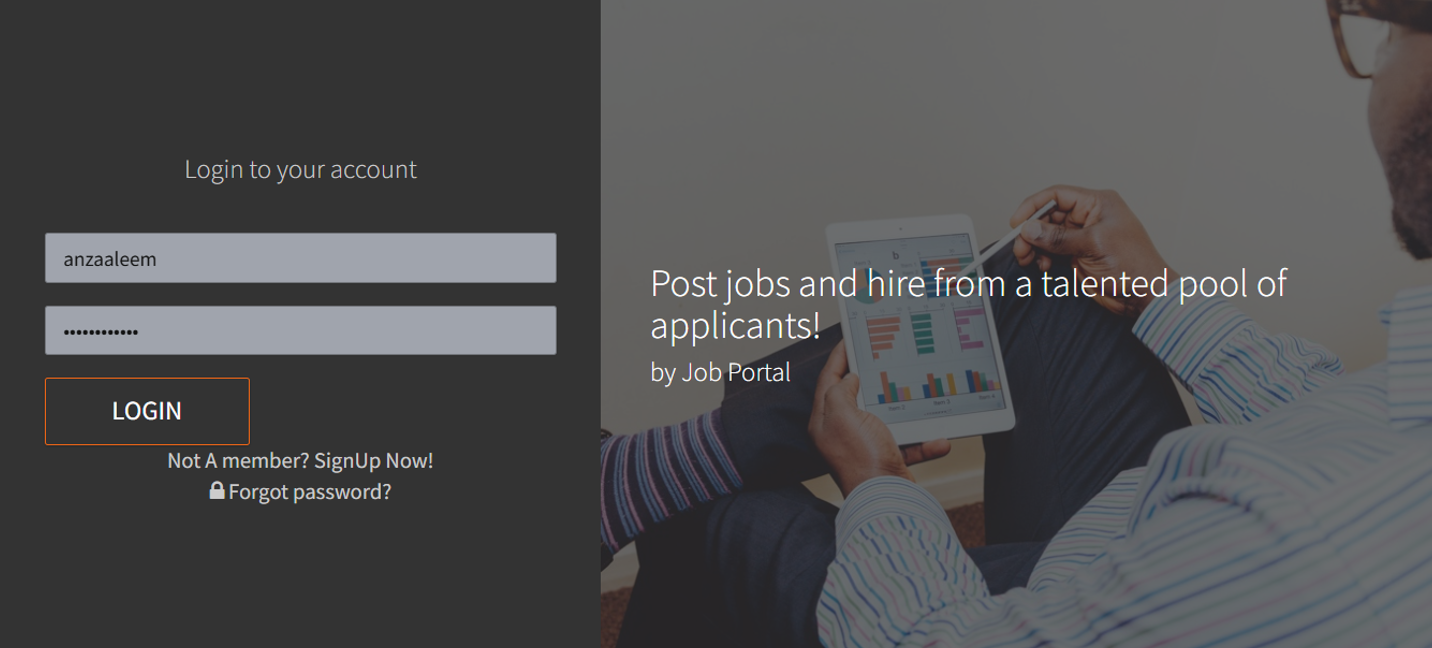 Login to your account
anzaaleem
••••••••••••
LOGIN
Not A member? SignUp Now!
Forgot password?
Post jobs and hire from a talented pool of
applicants!
by Job Portal